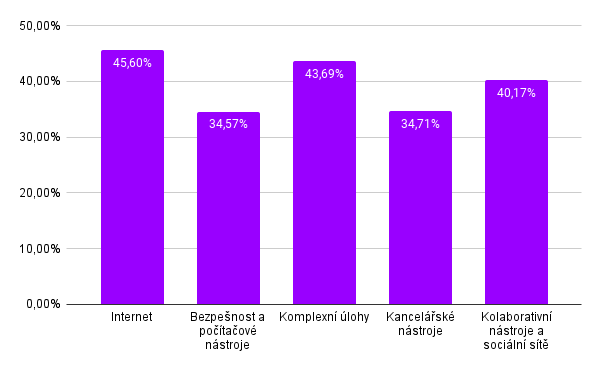 50,00%
40,00%
30,00%
20,00%
10,00%
0,00%
45,60%
34,57%
43,69%
34,71%
40,17%
Internet
Bezpešnost a
počítačové
nástroje
Komplexní úlohy
Kancelářské
nástroje
Kolaborativní
nástroje a
sociální sítě